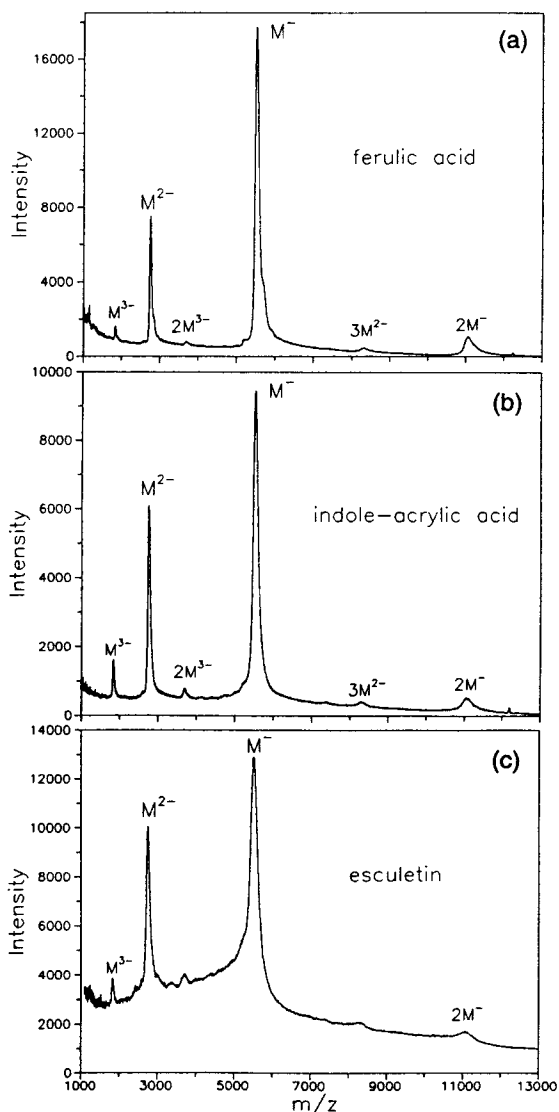 (a)
M⁻
16000
12000
8000
4000
0
Intensity
ferulic acid
M²⁻
M³⁻
2M³⁻
3M²⁻
2M⁻
(b)
M⁻
10000
8000
6000
4000
2000
0
Intensity
indole-acrylic acid
M²⁻
M³⁻
2M³⁻
3M²⁻
2M⁻
(c)
M⁻
14000
12000
10000
8000
6000
4000
2000
0
Intensity
esculetin
M²⁻
M³⁻
2M⁻
1000 3000 5000 7000 9000 11000 13000
m/z